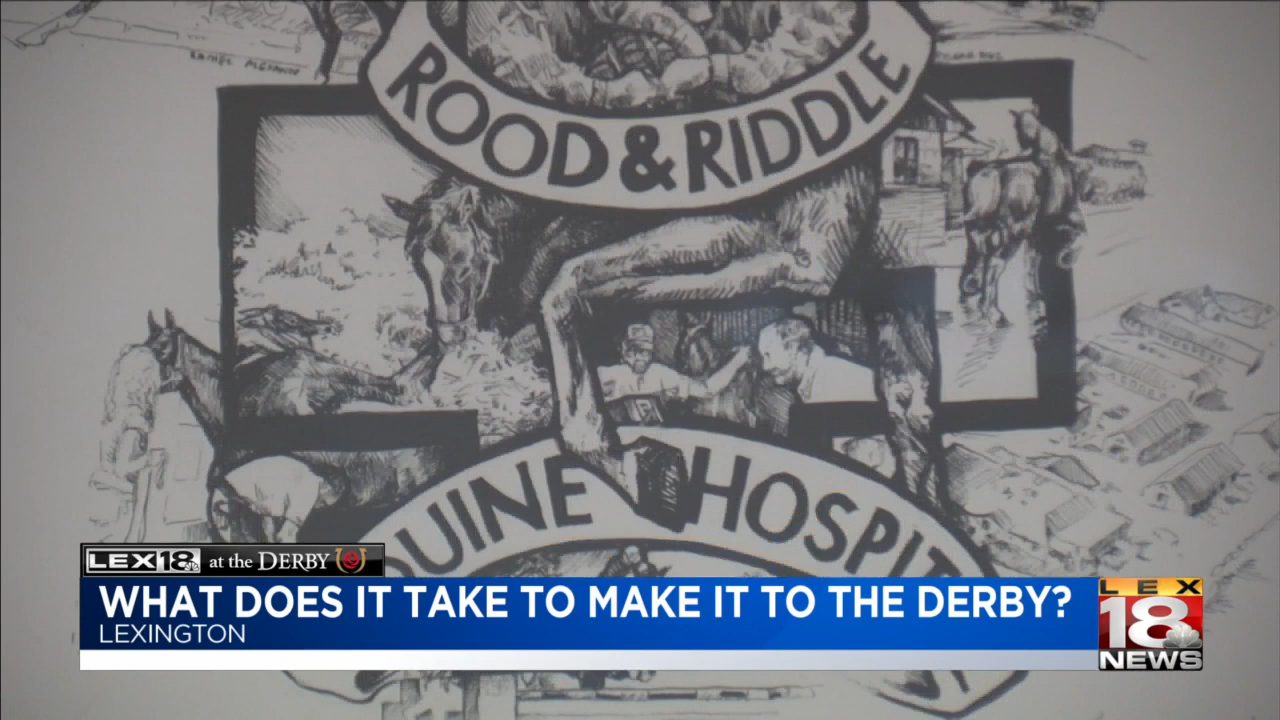 ROOD & RIDDLE
QUINE HOSPIT
LEX18 at the DERBY
WHAT DOES IT TAKE TO MAKE IT TO THE DERBY?
LEXINGTON
LEX
18
NEWS